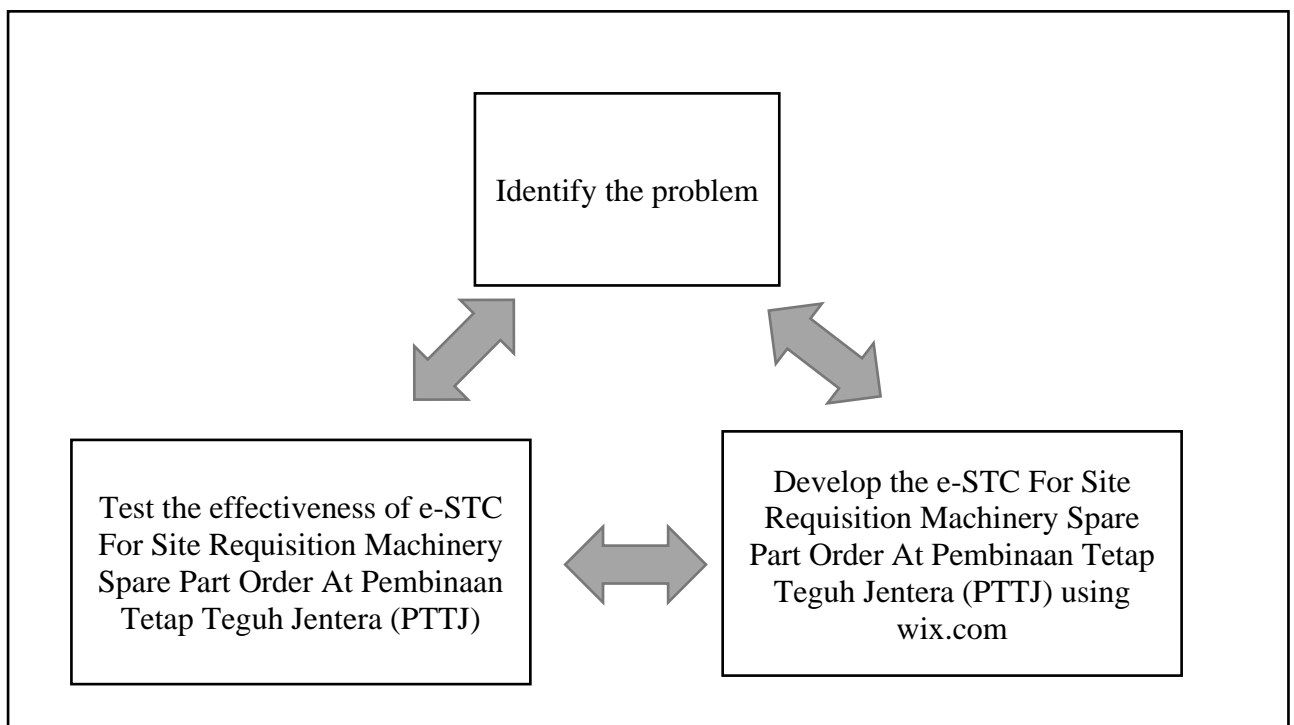 Identify the problem
Test the effectiveness of e-STC
For Site Requisition Machinery
Spare Part Order At Pembinaan
Tetap Teguh Jentera (PTTJ)
Develop the e-STC For Site
Requisition Machinery Spare
Part Order At Pembinaan Tetap
Teguh Jentera (PTTJ) using
wix.com